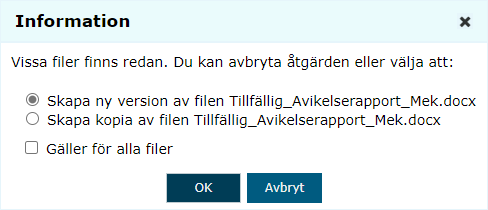 Information
Vissa filer finns redan. Du kan avbryta åtgärden eller välja att:
Skapa ny version av filen Tillfällig_Avikelserapport_Mek.docx
Skapa kopia av filen Tillfällig_Avikelserapport_Mek.docx
Gäller för alla filer
OK Avbryt